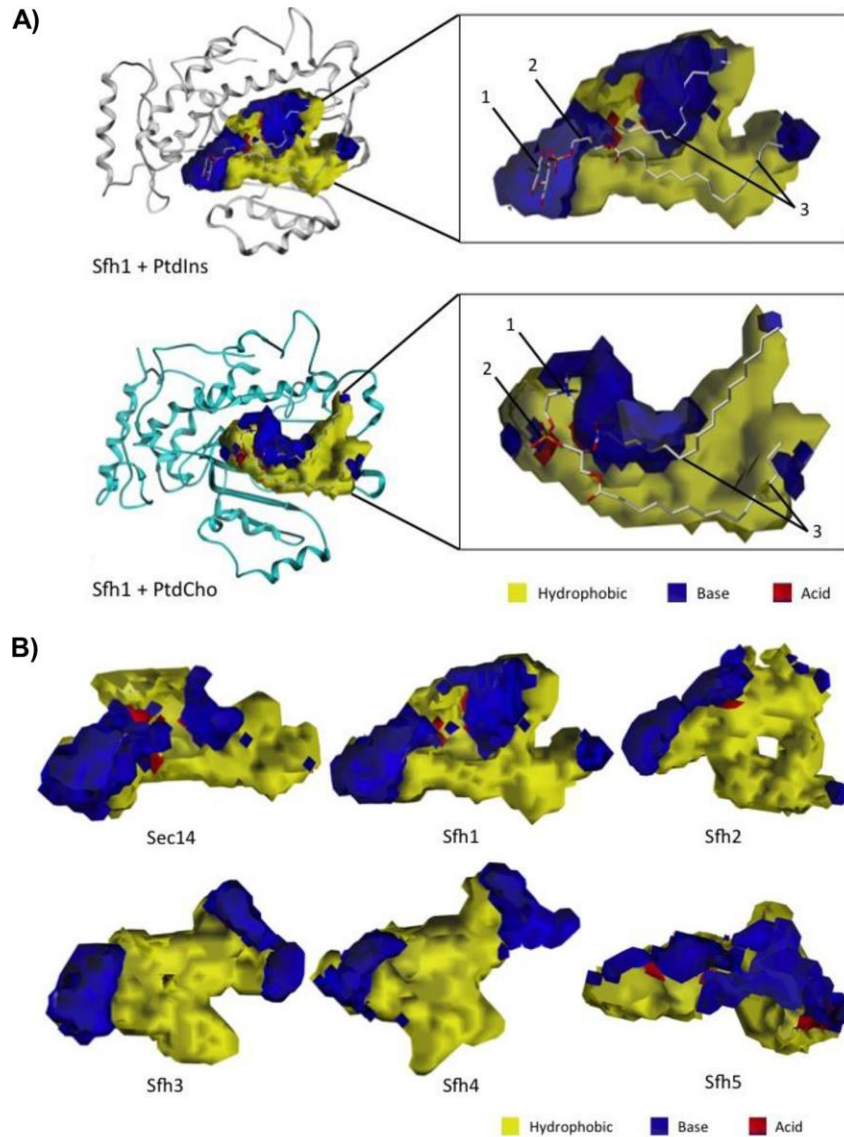 A)
1
2
3
Sfh1 + PtdIns
1
2
3
Sfh1 + PtdCho
Hydrophobic Base Acid
B)
Sec14 Sfh1 Sfh2
Sfh3 Sfh4 Sfh5
Hydrophobic Base Acid